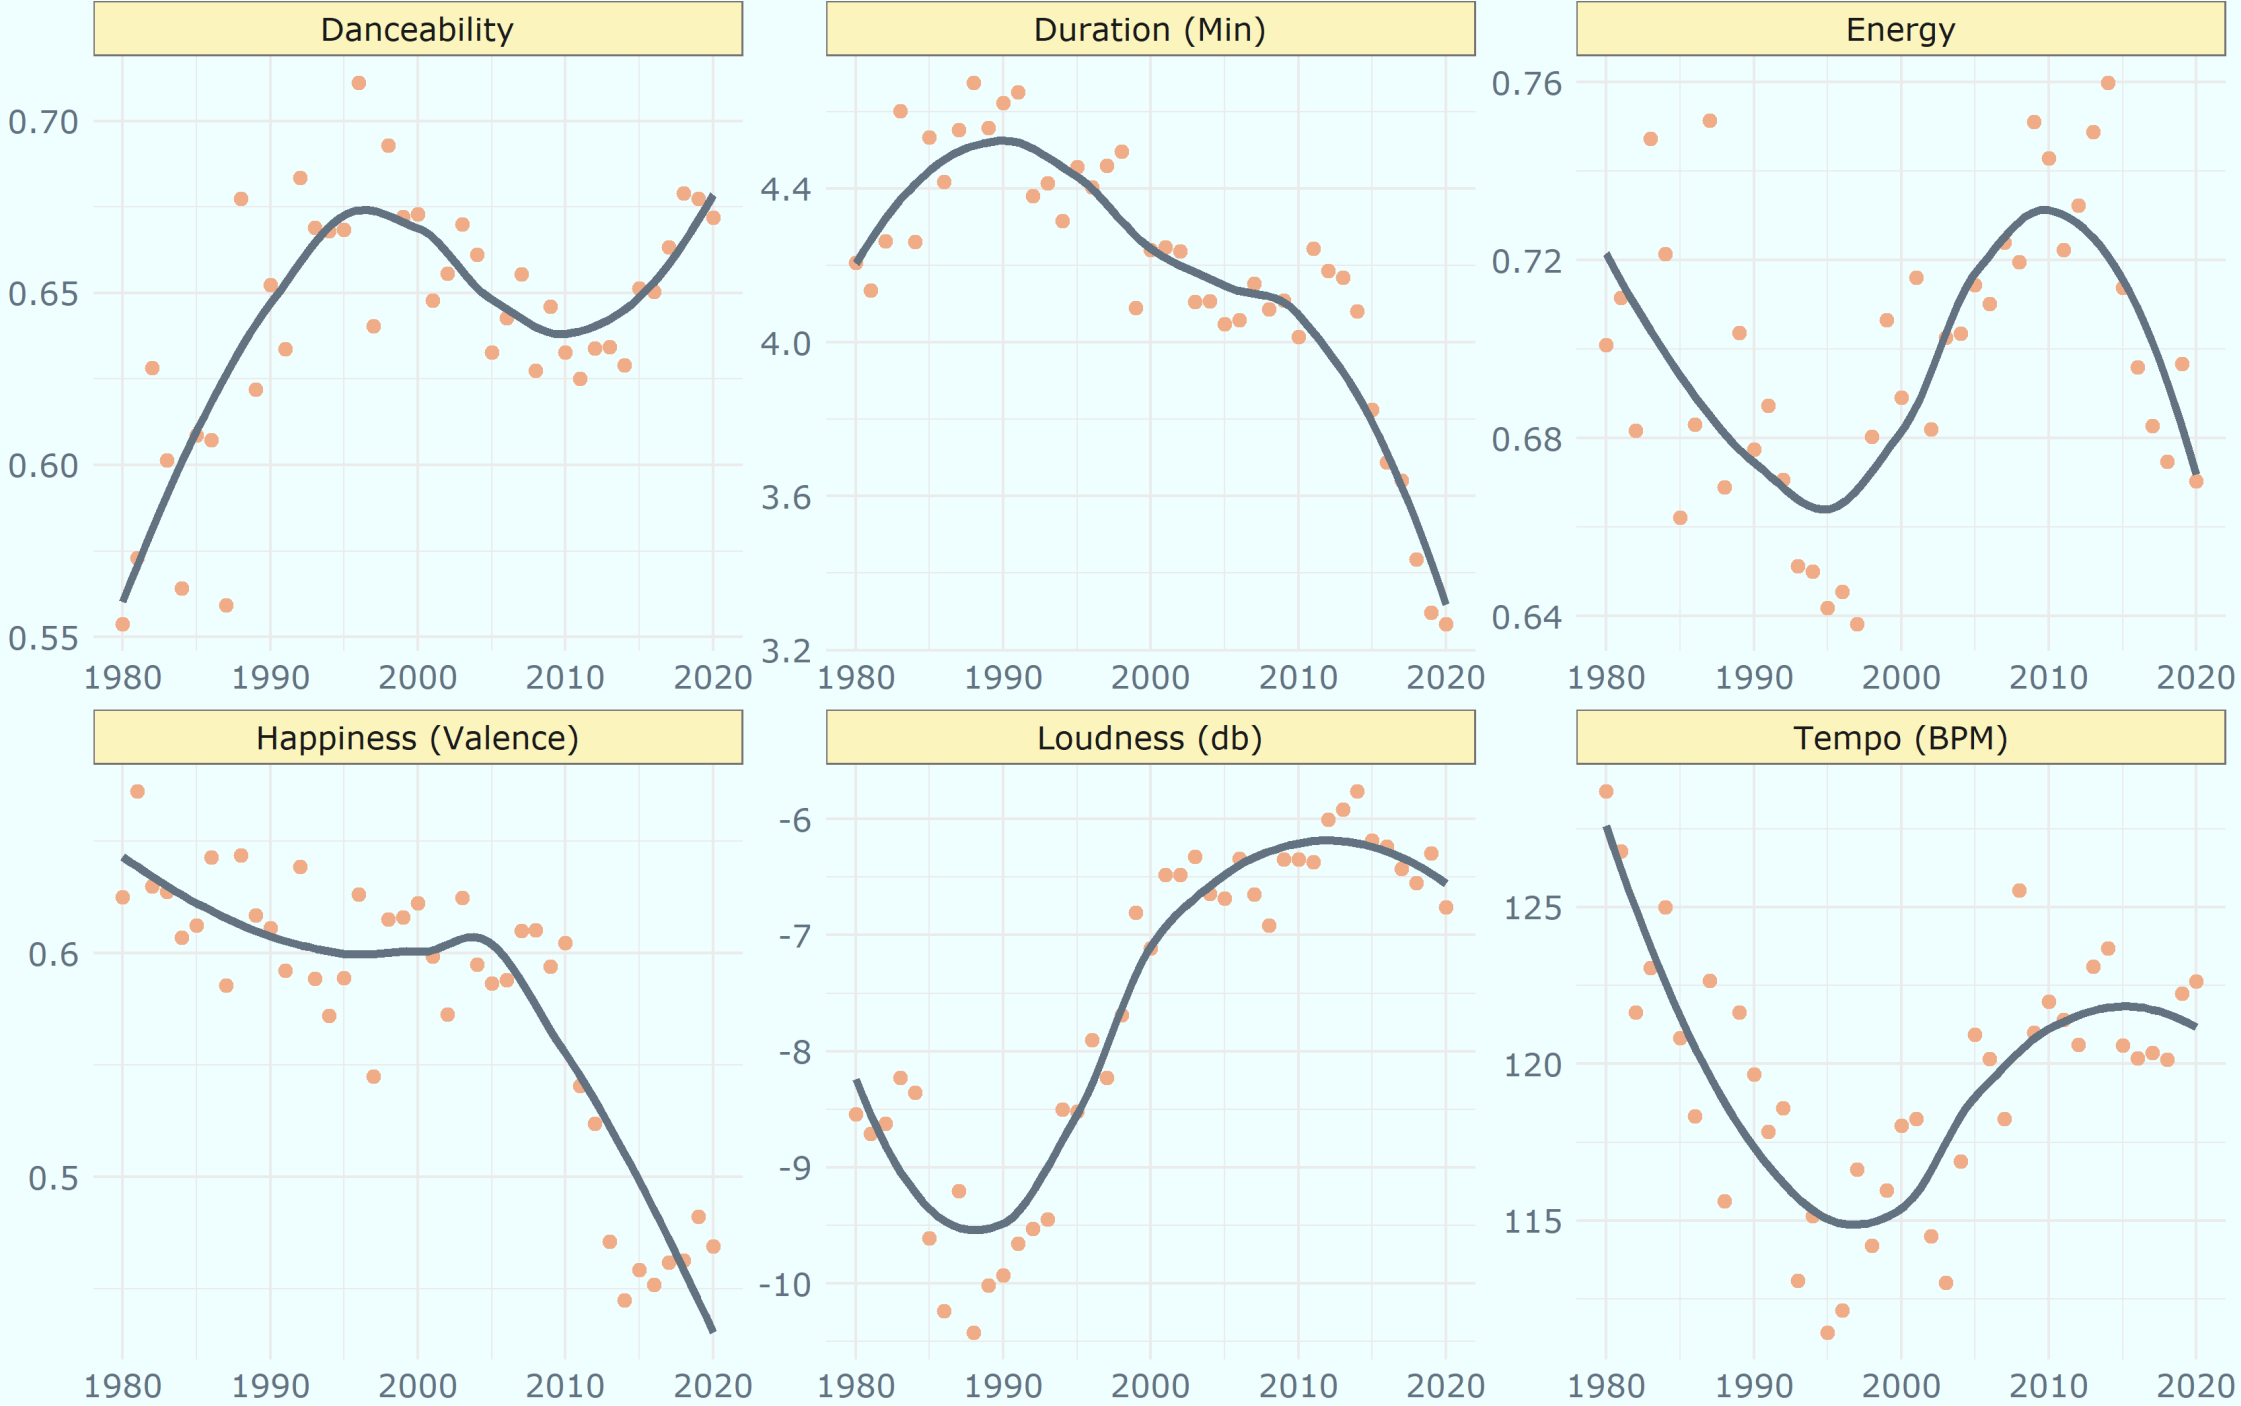 Danceability
Duration (Min)
Energy
0.70
0.65
0.60
0.55
4.4
4.0
3.6
3.2
0.76
0.72
0.68
0.64
1980 1990 2000 2010 2020
1980 1990 2000 2010 2020
1980 1990 2000 2010 2020
Happiness (Valence)
Loudness (db)
Tempo (BPM)
0.6
0.5
-6
-7
-8
-9
-10
125
120
115
1980 1990 2000 2010 2020
1980 1990 2000 2010 2020
1980 1990 2000 2010 2020